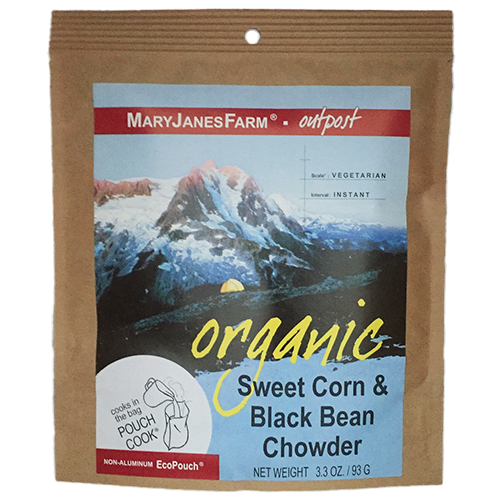 MARYJANESFARM® - outpost
Scale: VEGETARIAN
Interval: INSTANT
organic
Sweet Corn &
Black Bean
Chowder
NET WEIGHT 3.3 OZ. / 93 G
cooks in
the bag
POUCH
COOK®
NON-ALUMINUM EcoPouch®